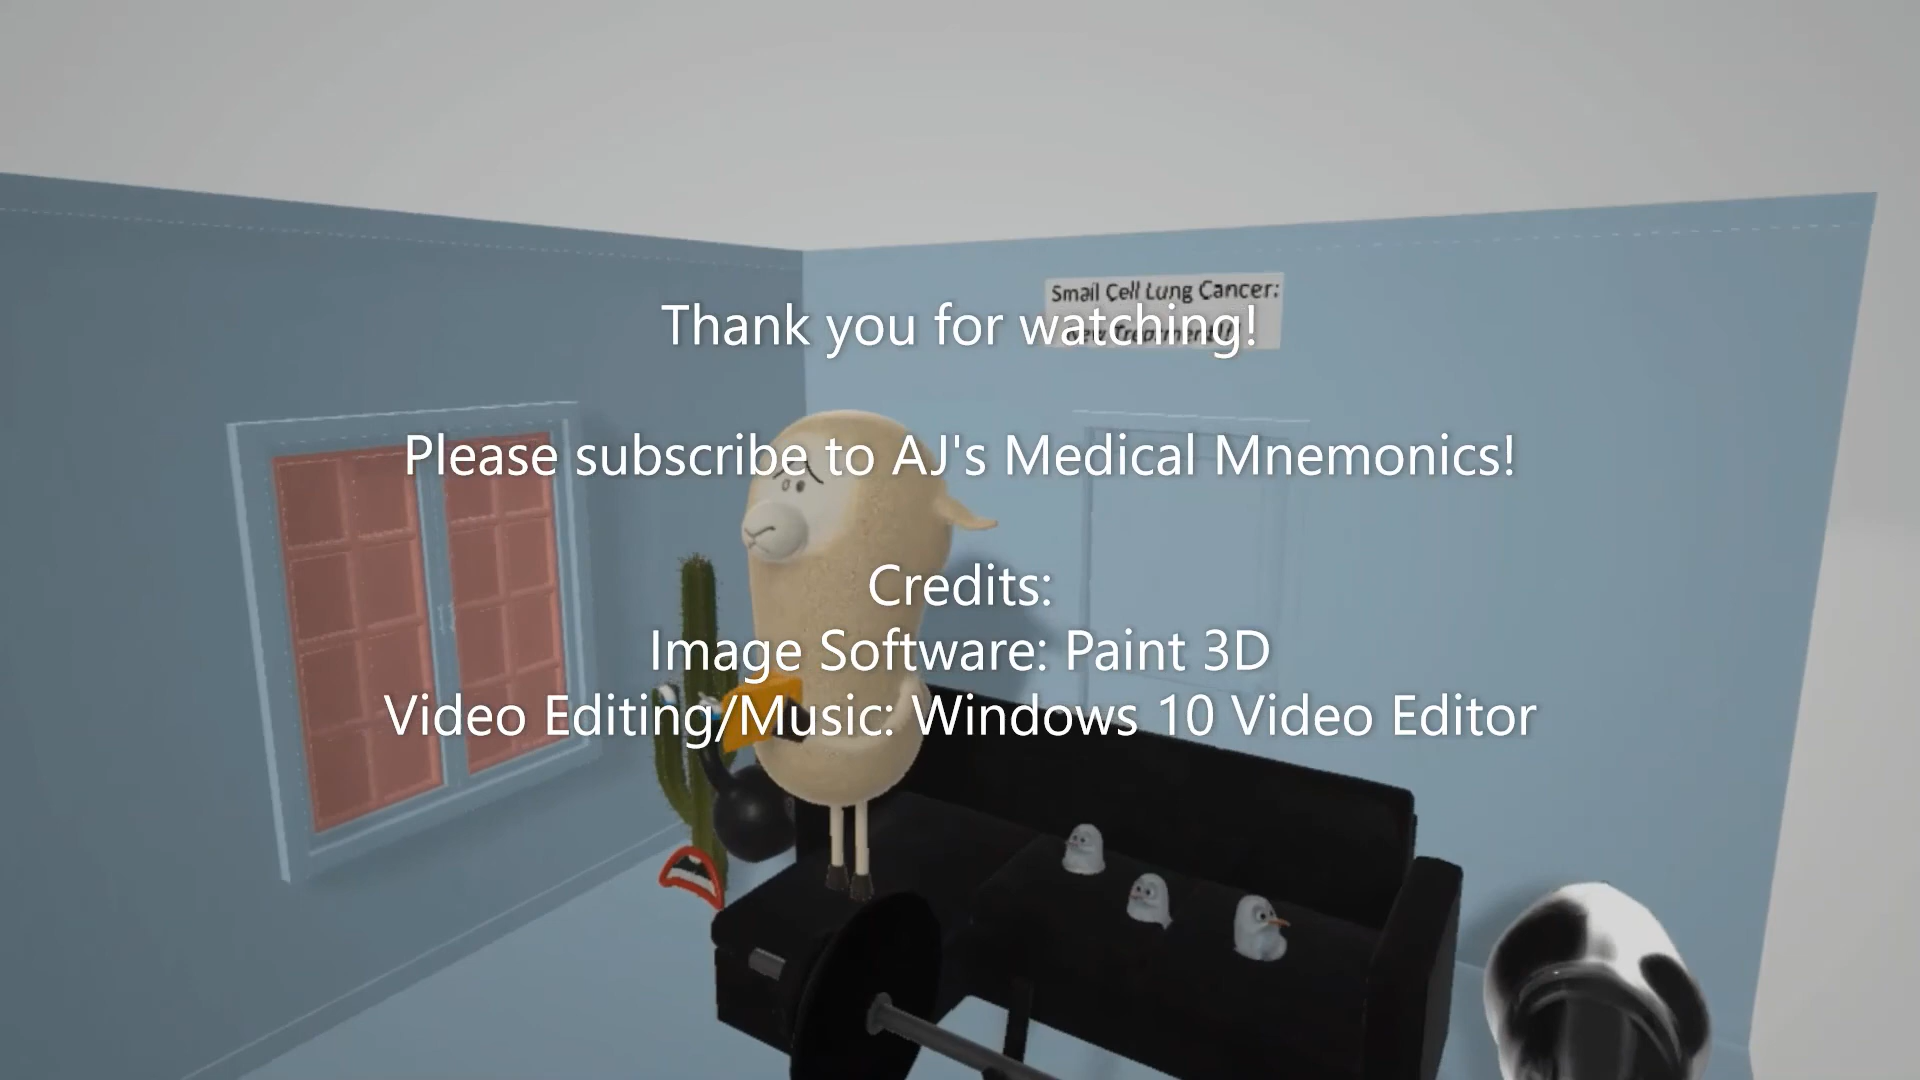 Small Cell Lung Cancer:
Thank you for watching!
Please subscribe to AJ's Medical Mnemonics!
Credits:
Image Software: Paint 3D
Video Editing/Music: Windows 10 Video Editor